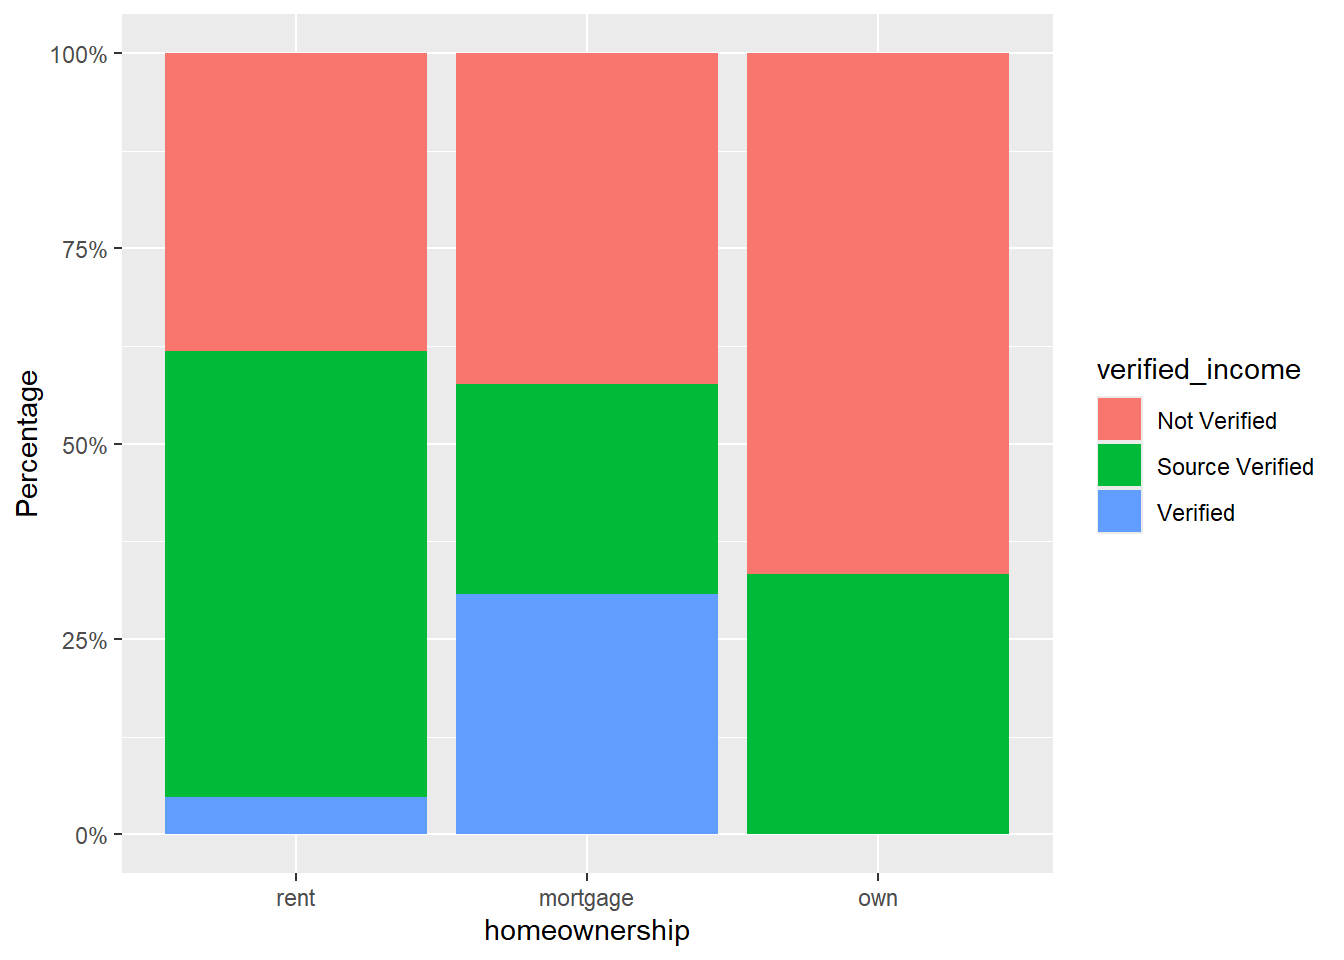 100%
75%
50%
25%
0%
Percentage
rent
mortgage
own
homeownership
verified_income
Not Verified
Source Verified
Verified